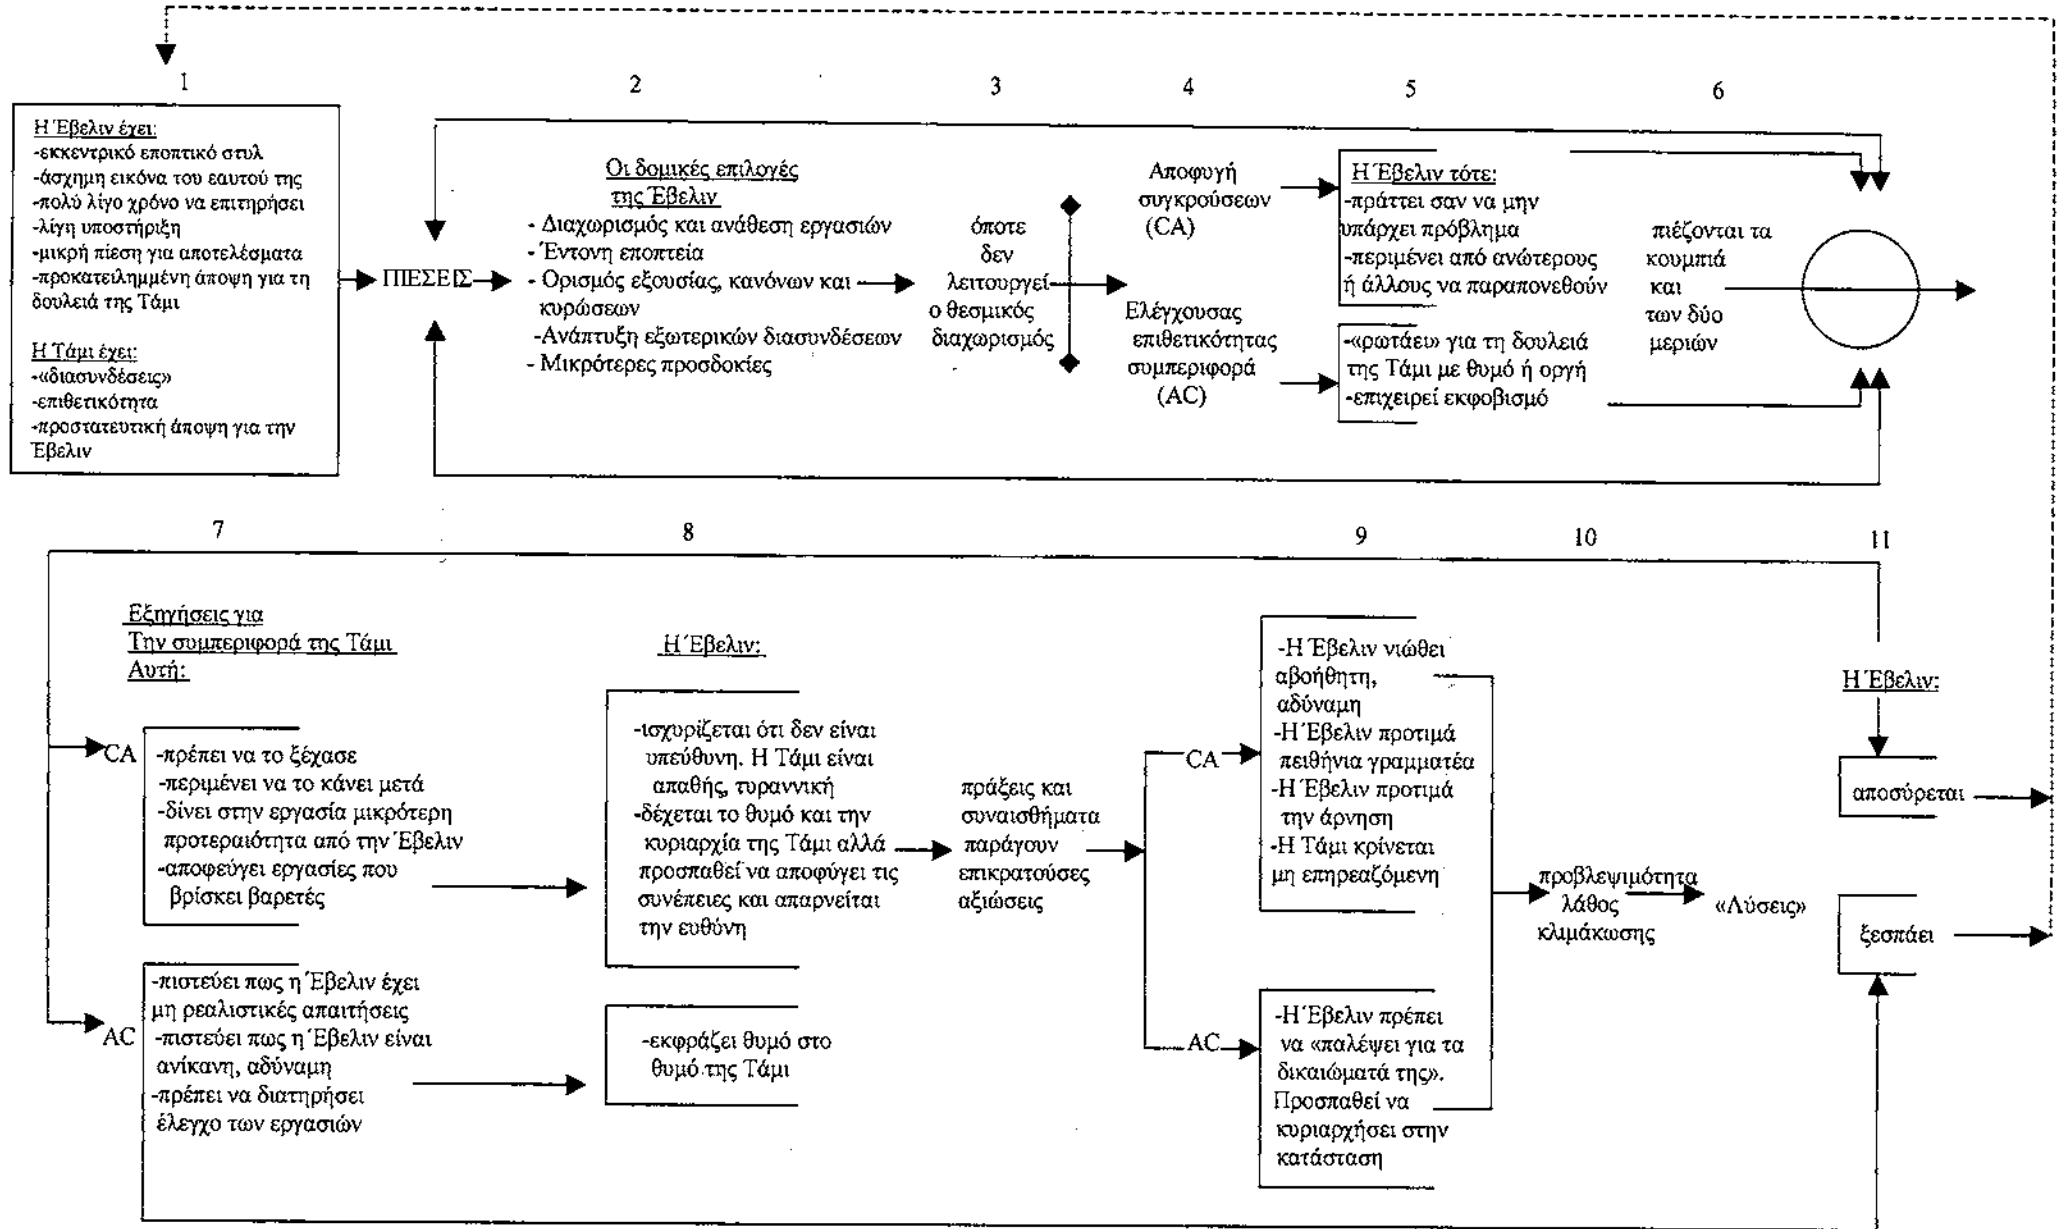 1
2
3
4
5
6
Η Έβελιν έχει:
-εκκεντρικό εποπτικό στυλ
-άσχημη εικόνα του εαυτού της
-πολύ λίγο χρόνο να επιτηρήσει
-λίγη υποστήριξη
-μικρή πίεση για αποτελέσματα
-προκατειλημμένη άποψη για τη
δουλειά της Τάμι
Η Τάμι έχει:
-«διασυνδέσεις»
-επιθετικότητα
-προστατευτική άποψη για την
Έβελιν
ΠΙΕΣΕΙΣ
Οι δομικές επιλογές
της Έβελιν
- Διαχωρισμός και ανάθεση εργασιών
- Έντονη εποπτεία
- Ορισμός εξουσίας, κανόνων και
κυρώσεων
-Ανάπτυξη εξωτερικών διασυνδέσεων
- Μικρότερες προσδοκίες
όποτε
δεν
λειτουργεί
ο θεσμικός
διαχωρισμός
Αποφυγή
συγκρούσεων
(CA)
Ελέγχουσας
επιθετικότητας
συμπεριφορά
(AC)
Η Έβελιν τότε:
-πράττει σαν να μην
υπάρχει πρόβλημα
-περιμένει από ανώτερους
ή άλλους να παραπονεθούν
-«ρωτάει» για τη δουλειά
της Τάμι με θυμό ή οργή
-επιχειρεί εκφοβισμό
πιέζονται τα
κουμπιά
και
των δύο
μεριών
7
8
9
10
11
Εξηγήσεις για
Την συμπεριφορά της Τάμι
Αυτή:
CA
-πρέπει να το ξέχασε
-περιμένει να το κάνει μετά
-δίνει στην εργασία μικρότερη
προτεραιότητα από την Έβελιν
-αποφεύγει εργασίες που
βρίσκει βαρετές
AC
-πιστεύει πως η Έβελιν έχει
μη ρεαλιστικές απαιτήσεις
-πιστεύει πως η Έβελιν είναι
ανίκανη, αδύναμη
-πρέπει να διατηρήσει
έλεγχο των εργασιών
Η Έβελιν:
-ισχυρίζεται ότι δεν είναι
υπεύθυνη. Η Τάμι είναι
απαθής, τυραννική
-δέχεται το θυμό και την
κυριαρχία της Τάμι αλλά
προσπαθεί να αποφύγει τις
συνέπειες και απαρνείται
την ευθύνη
-εκφράζει θυμό στο
θυμό της Τάμι
πράξεις και
συναισθήματα
παράγουν
επικρατούσες
αξιώσεις
CA
-Η Έβελιν νιώθει
αβοήθητη,
αδύναμη
-Η Έβελιν προτιμά
πειθήνια γραμματέα
-Η Έβελιν προτιμά
την άρνηση
-Η Τάμι κρίνεται
μη επηρεαζόμενη
AC
-Η Έβελιν πρέπει
να «παλέψει για τα
δικαιώματά της».
Προσπαθεί να
κυριαρχήσει στην
κατάσταση
προβλεψιμότητα
λάθος
κλιμάκωσης
«Λύσεις»
Η Έβελιν:
αποσύρεται
ξεσπάει